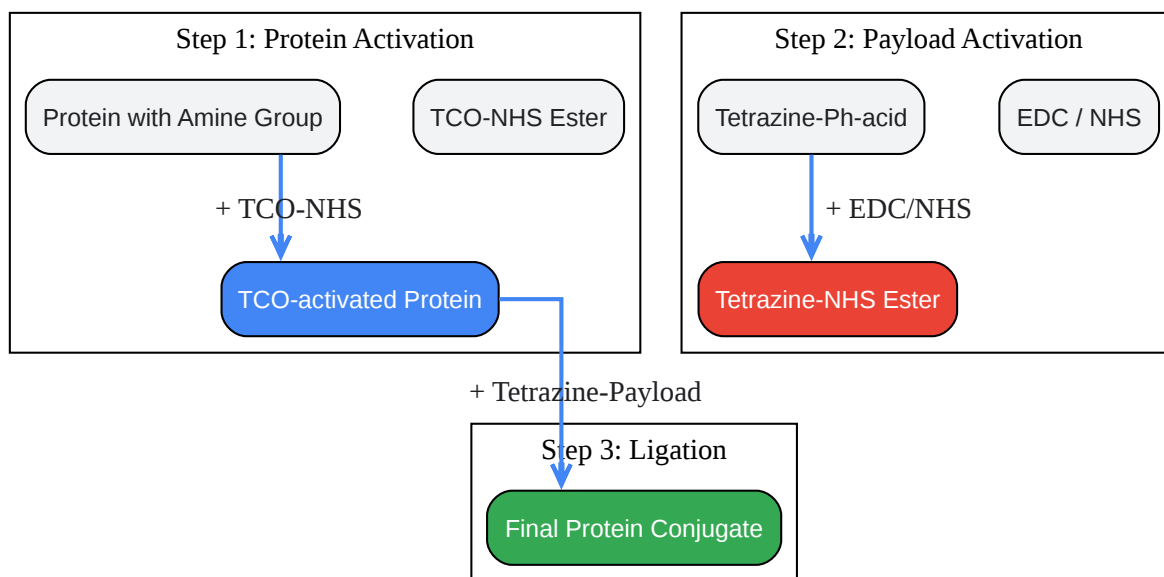 Step 1: Protein Activation
Protein with Amine Group
TCO-NHS Ester
+ TCO-NHS
TCO-activated Protein
Step 2: Payload Activation
Tetrazine-Ph-acid
EDC / NHS
+ EDC/NHS
Tetrazine-NHS Ester
+ Tetrazine-Payload
Step 3: Ligation
Final Protein Conjugate